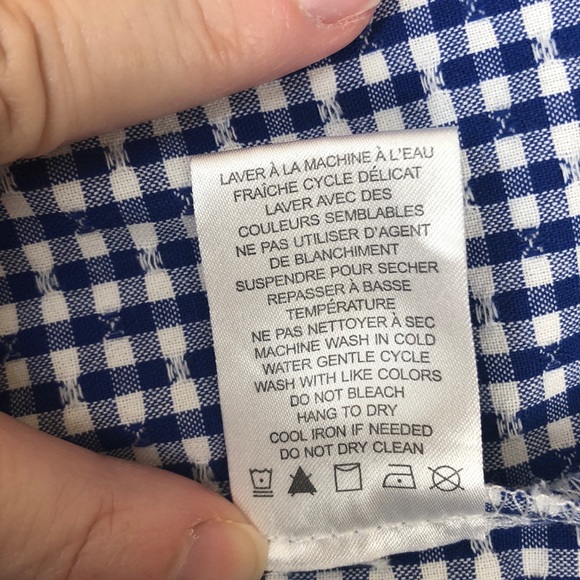 LAVER À LA MACHINE À L'EAU
FRAÎCHE CYCLE DÉLICAT
LAVER AVEC DES
COULEURS SEMBLABLES
NE PAS UTILISER D'AGENT
DE BLANCHIMENT
SUSPENDRE POUR SECHER
REPASSER À BASSE
TEMPÉRATURE
NE PAS NETTOYER À SEC
MACHINE WASH IN COLD
WATER GENTLE CYCLE
WASH WITH LIKE COLORS
DO NOT BLEACH
HANG TO DRY
COOL IRON IF NEEDED
DO NOT DRY CLEAN